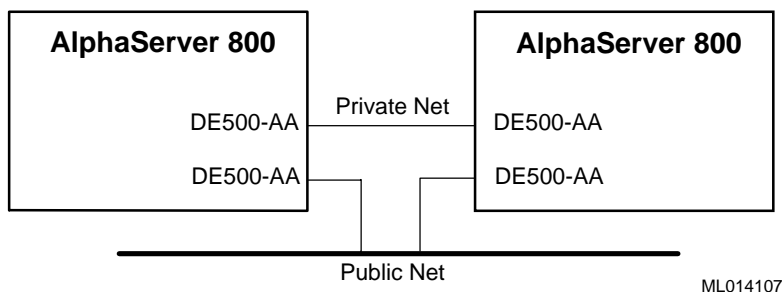 AlphaServer 800
AlphaServer 800
Private Net
DE500-AA
DE500-AA
DE500-AA
DE500-AA
Public Net
ML014107